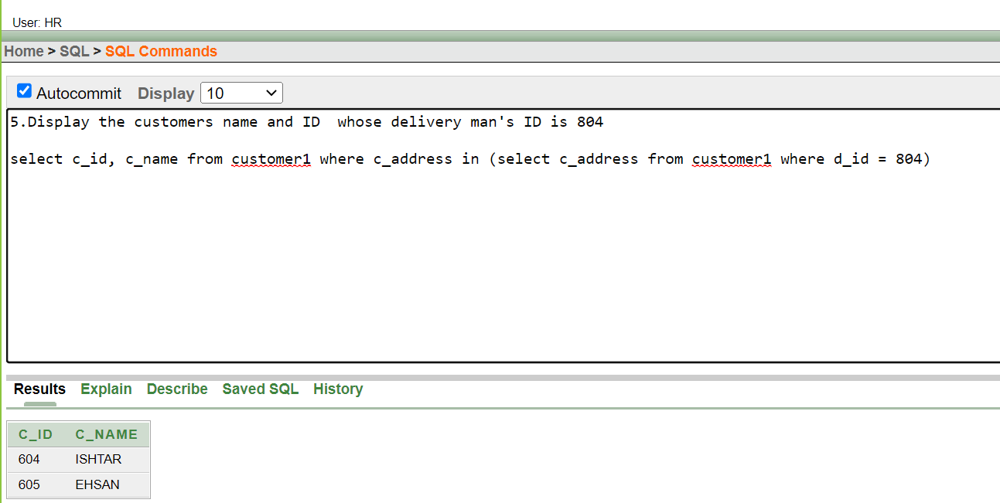 User: HR
Home > SQL > SQL Commands
Autocommit Display 10
5.Display the customers name and ID  whose delivery man's ID is 804
select c_id, c_name from customer1 where c_address in (select c_address from customer1 where d_id = 804)
Results Explain Describe Saved SQL History
C_ID C_NAME
604 ISHTAR
605 EHSAN